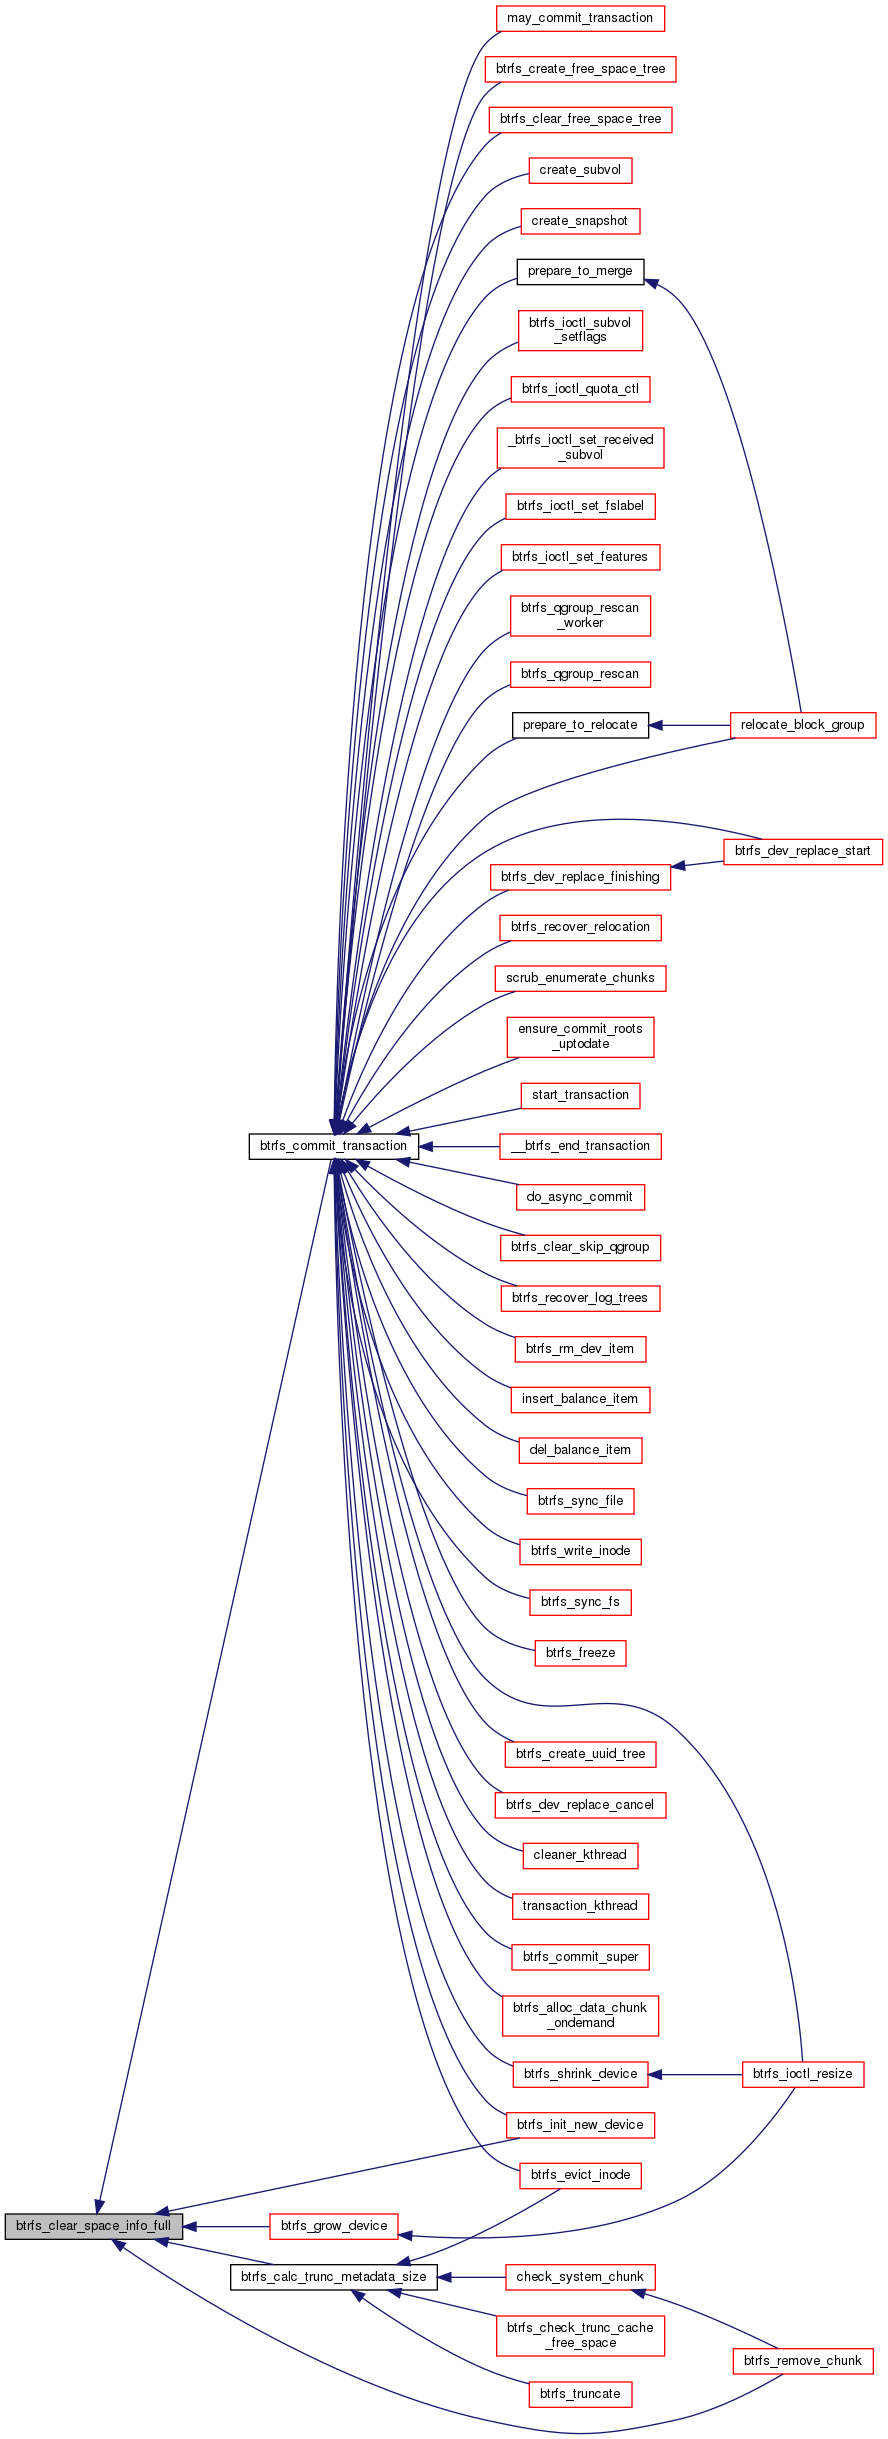 may_commit_transaction
btrfs_create_free_space_tree
btrfs_clear_free_space_tree
create_subvol
create_snapshot
prepare_to_merge
btrfs_ioctl_subvol
_setflags
btrfs_ioctl_quota_ctl
_btrfs_ioctl_set_received
_subvol
btrfs_ioctl_set_fslabel
btrfs_ioctl_set_features
btrfs_qgroup_rescan
_worker
btrfs_qgroup_rescan
prepare_to_relocate
relocate_block_group
btrfs_dev_replace_start
btrfs_dev_replace_finishing
btrfs_recover_relocation
scrub_enumerate_chunks
ensure_commit_roots
_uptodate
start_transaction
btrfs_commit_transaction
__btrfs_end_transaction
do_async_commit
btrfs_clear_skip_qgroup
btrfs_recover_log_trees
btrfs_rm_dev_item
insert_balance_item
del_balance_item
btrfs_sync_file
btrfs_write_inode
btrfs_sync_fs
btrfs_freeze
btrfs_create_uuid_tree
btrfs_dev_replace_cancel
cleaner_kthread
transaction_kthread
btrfs_commit_super
btrfs_alloc_data_chunk
_ondemand
btrfs_shrink_device
btrfs_ioctl_resize
btrfs_init_new_device
btrfs_evict_inode
btrfs_clear_space_info_full
btrfs_grow_device
btrfs_calc_trunc_metadata_size
check_system_chunk
btrfs_check_trunc_cache
_free_space
btrfs_remove_chunk
btrfs_truncate